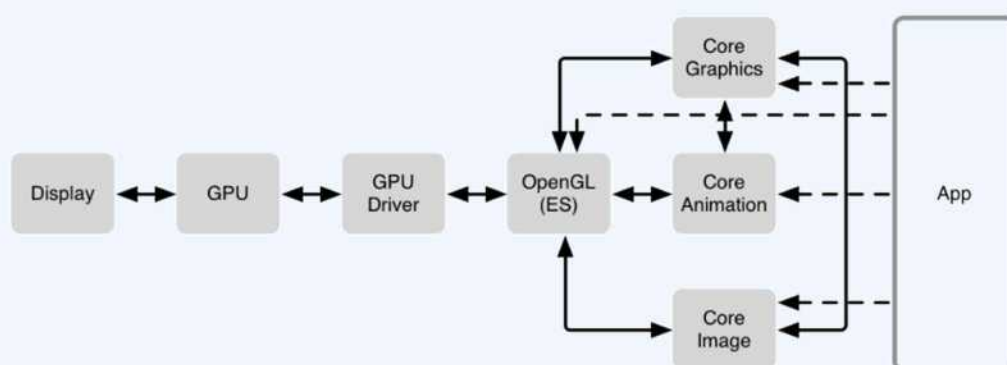 Core
Graphics
Display
GPU
GPU
Driver
OpenGL
(ES)
Core
Animation
App
Core
Image